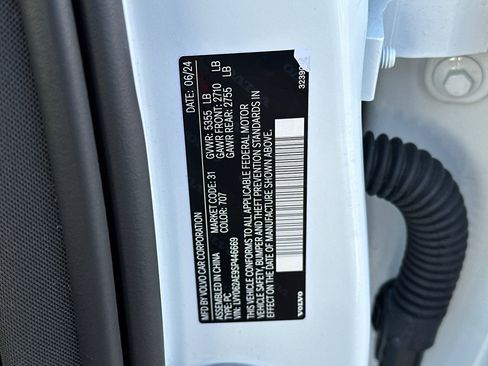 MFD. BY VOLVO CAR CORPORATION
DATE: 06/24
ASSEMBLED IN CHINA
MARKET CODE: 31
GVWR: 5355 LB
TYPE: PC
COLOR: 707
GAWR FRONT: 2710 LB
GAWR REAR: 2755 LB
VIN: LVY062AE9SP446669
THIS VEHICLE CONFORMS TO ALL APPLICABLE FEDERAL MOTOR
VEHICLE SAFETY, BUMPER AND THEFT PREVENTION STANDARDS IN
EFFECT ON THE DATE OF MANUFACTURE SHOWN ABOVE.
VOLVO